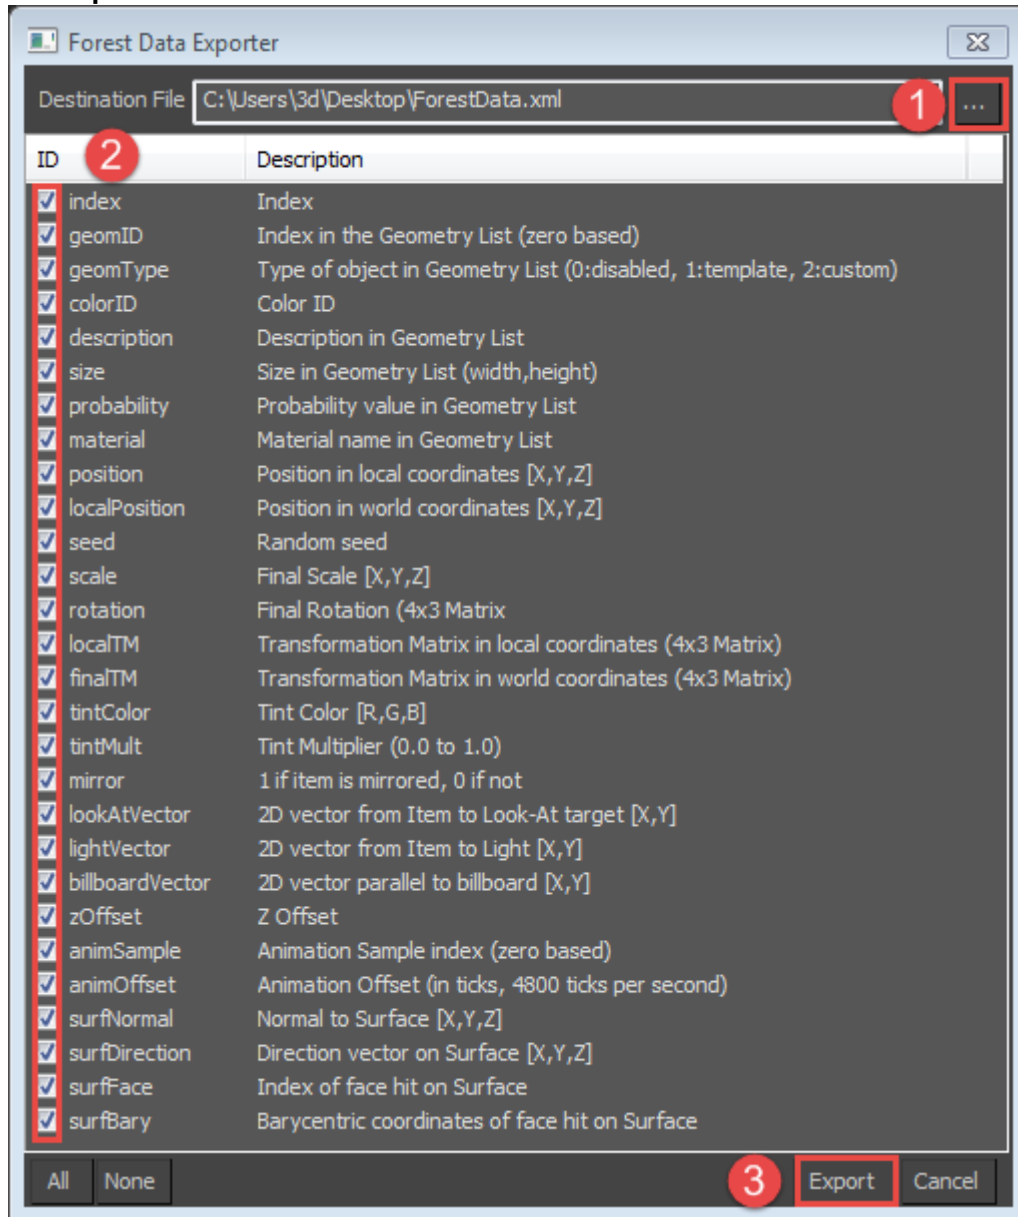 Forest Data Exporter
Destination File C:\Users\3d\Desktop\ForestData.xml 1 ...
ID 2 Description
index Index
geomID Index in the Geometry List (zero based)
geomType Type of object in Geometry List (0:disabled, 1:template, 2:custom)
colorID Color ID
description Description in Geometry List
size Size in Geometry List (width,height)
probability Probability value in Geometry List
material Material name in Geometry List
position Position in local coordinates [X,Y,Z]
localPosition Position in world coordinates [X,Y,Z]
seed Random seed
scale Final Scale [X,Y,Z]
rotation Final Rotation (4x3 Matrix
localTM Transformation Matrix in local coordinates (4x3 Matrix)
finalTM Transformation Matrix in world coordinates (4x3 Matrix)
tintColor Tint Color [R,G,B]
tintMult Tint Multiplier (0.0 to 1.0)
mirror 1 if item is mirrored, 0 if not
lookAtVector 2D vector from Item to Look-At target [X,Y]
lightVector 2D vector from Item to Light [X,Y]
billboardVector 2D vector parallel to billboard [X,Y]
zOffset Z Offset
animSample Animation Sample index (zero based)
animOffset Animation Offset (in ticks, 4800 ticks per second)
surfNormal Normal to Surface [X,Y,Z]
surfDirection Direction vector on Surface [X,Y,Z]
surfFace Index of face hit on Surface
surfBary Barycentric coordinates of face hit on Surface
All None 3 Export Cancel